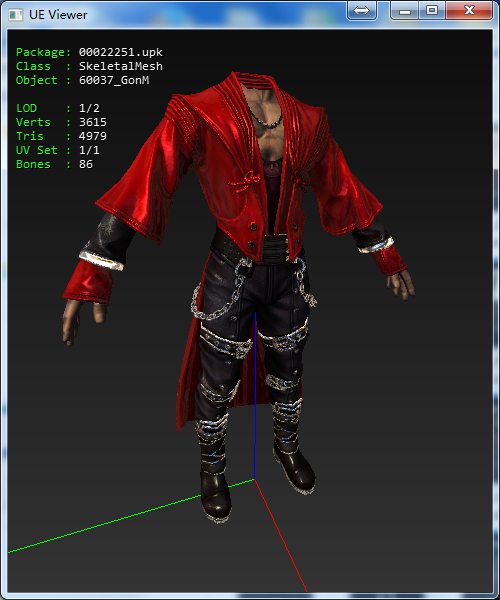 UE Viewer
Package: 00022251.upk
Class : SkeletalMesh
Object : 60037_GonM
LOD : 1/2
Verts : 3615
Tris : 4979
UV Set : 1/1
Bones : 86